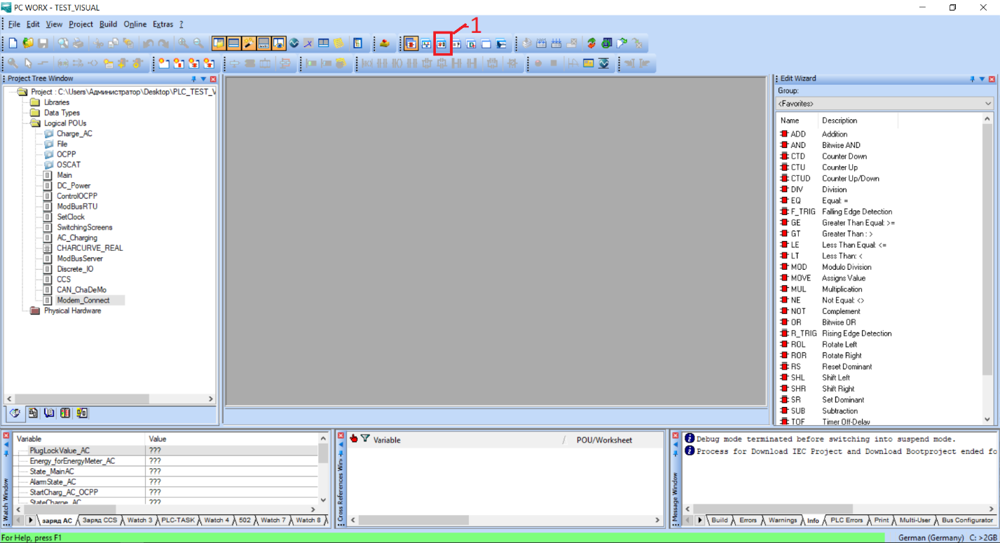 PC WORX - TEST_VISUAL
File Edit View Project Build Online Extras ?
1
Project Tree Window
Project : C:\Users\Администратор\Desktop\PLC_TEST_V
Libraries
Data Types
Logical POUs
Charge_AC
File
OCPP
OSCAT
Main
DC_Power
ControlOCPP
ModBusRTU
SetClock
SwitchingScreens
AC_Charging
CHARCURVE_REAL
ModBusServer
Discrete_IO
CCS
CAN_ChaDeMo
Modem_Connect
Physical Hardware
Edit Wizard
Group:
<Favorites>
Name Description
ADD Addition
AND Bitwise AND
CTD Counter Down
CTU Counter Up
CTUD Counter Up/Down
DIV Division
EQ Equal: =
F_TRIG Falling Edge Detection
GE Greater Than Equal: >=
GT Greater Than : >
LE Less Than Equal: <=
LT Less Than: <
MOD Modulo Division
MOVE Assigns Value
MUL Multiplication
NE Not Equal: <>
NOT Complement
OR Bitwise OR
R_TRIG Rising Edge Detection
ROL Rotate Left
ROR Rotate Right
RS Reset Dominant
SHL Shift Left
SHR Shift Right
SR Set Dominant
SUB Subtraction
TOF Timer Off-Delay
Watch Window
Variable Value
PlugLockValue_AC ???
Energy_forEnergyMeter_AC ???
State_MainAC ???
AlarmState_AC ???
StartCharg_AC_OCPP ???
StateCharge_AC ???
заряд AC Заряд CCS Watch 3 PLC-TASK Watch 4 502 Watch 7 Watch 8
Cross References Win
Variable / POU/Worksheet
Message Window
Debug mode terminated before switching into suspend mode.
Process for Download IEC Project and Download Bootproject ended fo
Build Errors Warnings Info PLC Errors Print Multi-User Bus Configurator
For Help, press F1
German (Germany) C: >2GB